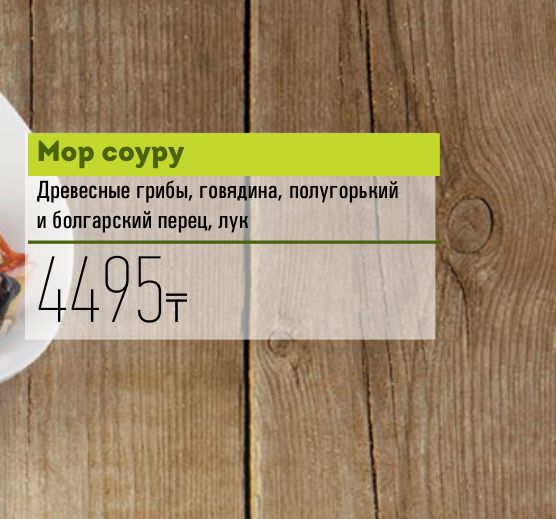 Мор соуру
Древесные грибы, говядина, полугорький
и болгарский перец, лук
4495₸